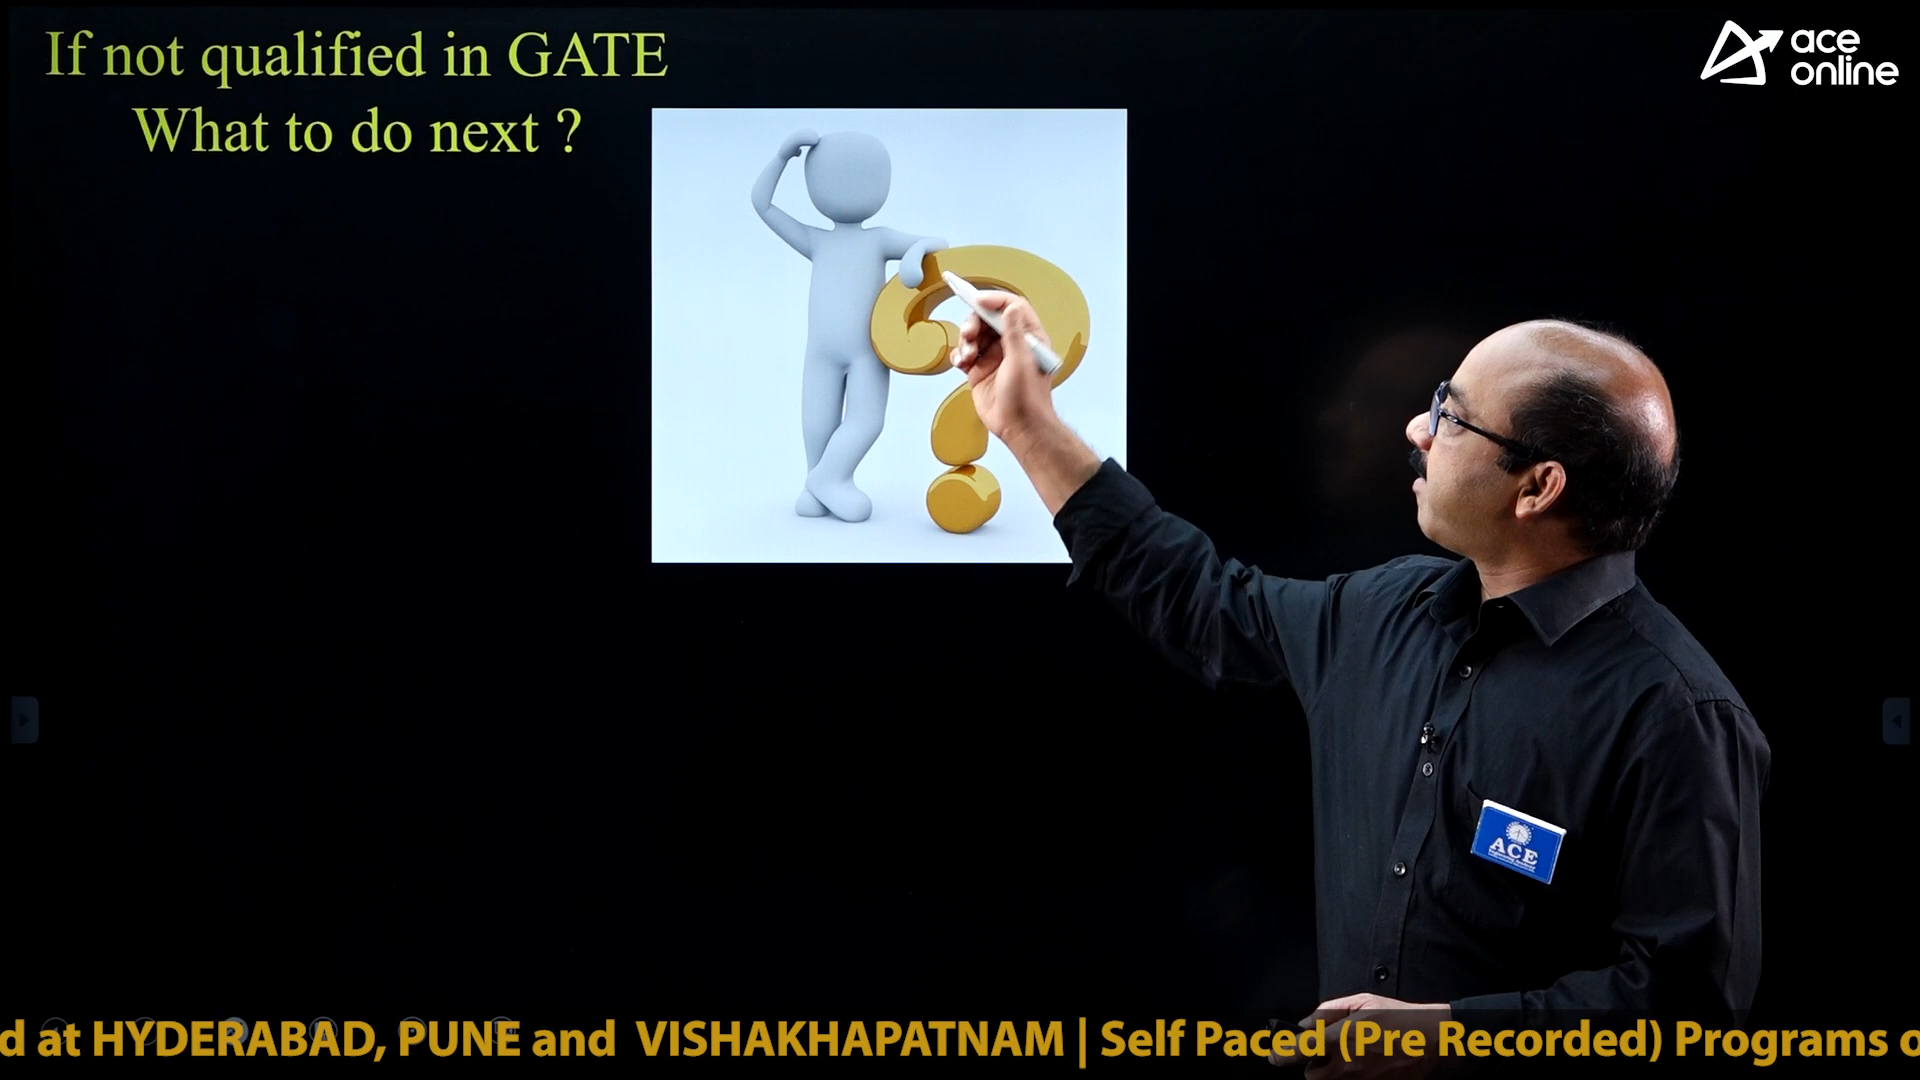 If not qualified in GATE
What to do next ?
ace
online
ACE
d at HYDERABAD, PUNE and VISHAKHAPATNAM | Self Paced (Pre Recorded) Programs o